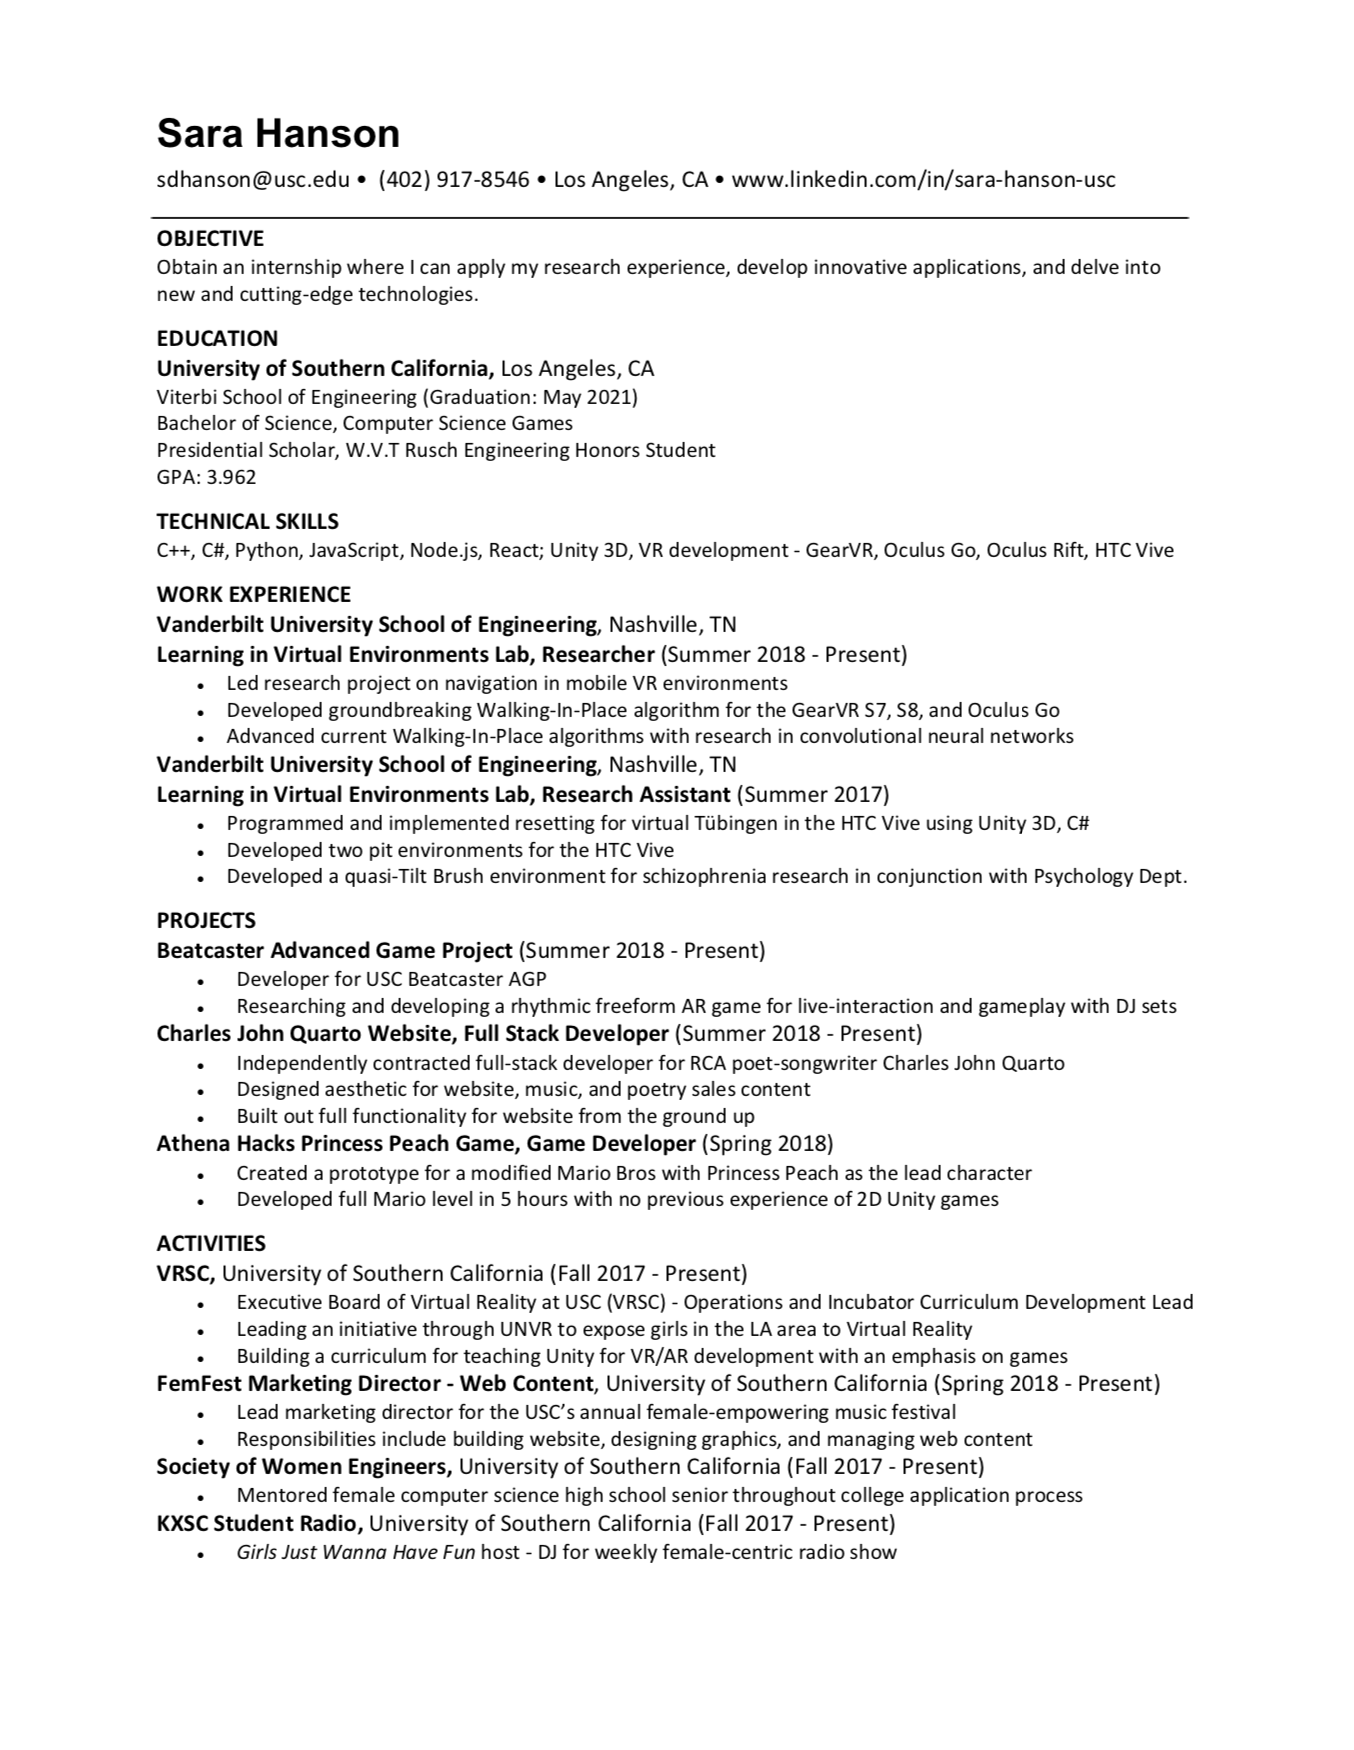 Sara Hanson
sdhanson@usc.edu • (402) 917-8546 • Los Angeles, CA • www.linkedin.com/in/sara-hanson-usc
OBJECTIVE
Obtain an internship where I can apply my research experience, develop innovative applications, and delve into
new and cutting-edge technologies.
EDUCATION
University of Southern California, Los Angeles, CA
Viterbi School of Engineering (Graduation: May 2021)
Bachelor of Science, Computer Science Games
Presidential Scholar, W.V.T Rusch Engineering Honors Student
GPA: 3.962
TECHNICAL SKILLS
C++, C#, Python, JavaScript, Node.js, React; Unity 3D, VR development - GearVR, Oculus Go, Oculus Rift, HTC Vive
WORK EXPERIENCE
Vanderbilt University School of Engineering, Nashville, TN
Learning in Virtual Environments Lab, Researcher (Summer 2018 - Present)
• Led research project on navigation in mobile VR environments
• Developed groundbreaking Walking-In-Place algorithm for the GearVR S7, S8, and Oculus Go
• Advanced current Walking-In-Place algorithms with research in convolutional neural networks
Vanderbilt University School of Engineering, Nashville, TN
Learning in Virtual Environments Lab, Research Assistant (Summer 2017)
• Programmed and implemented resetting for virtual Tübingen in the HTC Vive using Unity 3D, C#
• Developed two pit environments for the HTC Vive
• Developed a quasi-Tilt Brush environment for schizophrenia research in conjunction with Psychology Dept.
PROJECTS
Beatcaster Advanced Game Project (Summer 2018 - Present)
• Developer for USC Beatcaster AGP
• Researching and developing a rhythmic freeform AR game for live-interaction and gameplay with DJ sets
Charles John Quarto Website, Full Stack Developer (Summer 2018 - Present)
• Independently contracted full-stack developer for RCA poet-songwriter Charles John Quarto
• Designed aesthetic for website, music, and poetry sales content
• Built out full functionality for website from the ground up
Athena Hacks Princess Peach Game, Game Developer (Spring 2018)
• Created a prototype for a modified Mario Bros with Princess Peach as the lead character
• Developed full Mario level in 5 hours with no previous experience of 2D Unity games
ACTIVITIES
VRSC, University of Southern California (Fall 2017 - Present)
• Executive Board of Virtual Reality at USC (VRSC) - Operations and Incubator Curriculum Development Lead
• Leading an initiative through UNVR to expose girls in the LA area to Virtual Reality
• Building a curriculum for teaching Unity for VR/AR development with an emphasis on games
FemFest Marketing Director - Web Content, University of Southern California (Spring 2018 - Present)
• Lead marketing director for the USC’s annual female-empowering music festival
• Responsibilities include building website, designing graphics, and managing web content
Society of Women Engineers, University of Southern California (Fall 2017 - Present)
• Mentored female computer science high school senior throughout college application process
KXSC Student Radio, University of Southern California (Fall 2017 - Present)
• Girls Just Wanna Have Fun host - DJ for weekly female-centric radio show